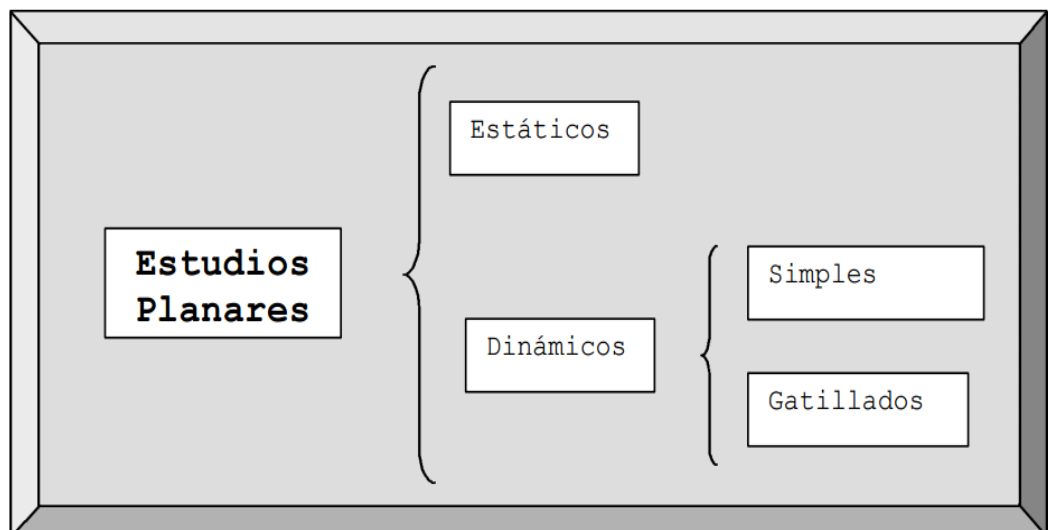 Estudios
Planares
Estáticos
Dinámicos
Simples
Gatillados